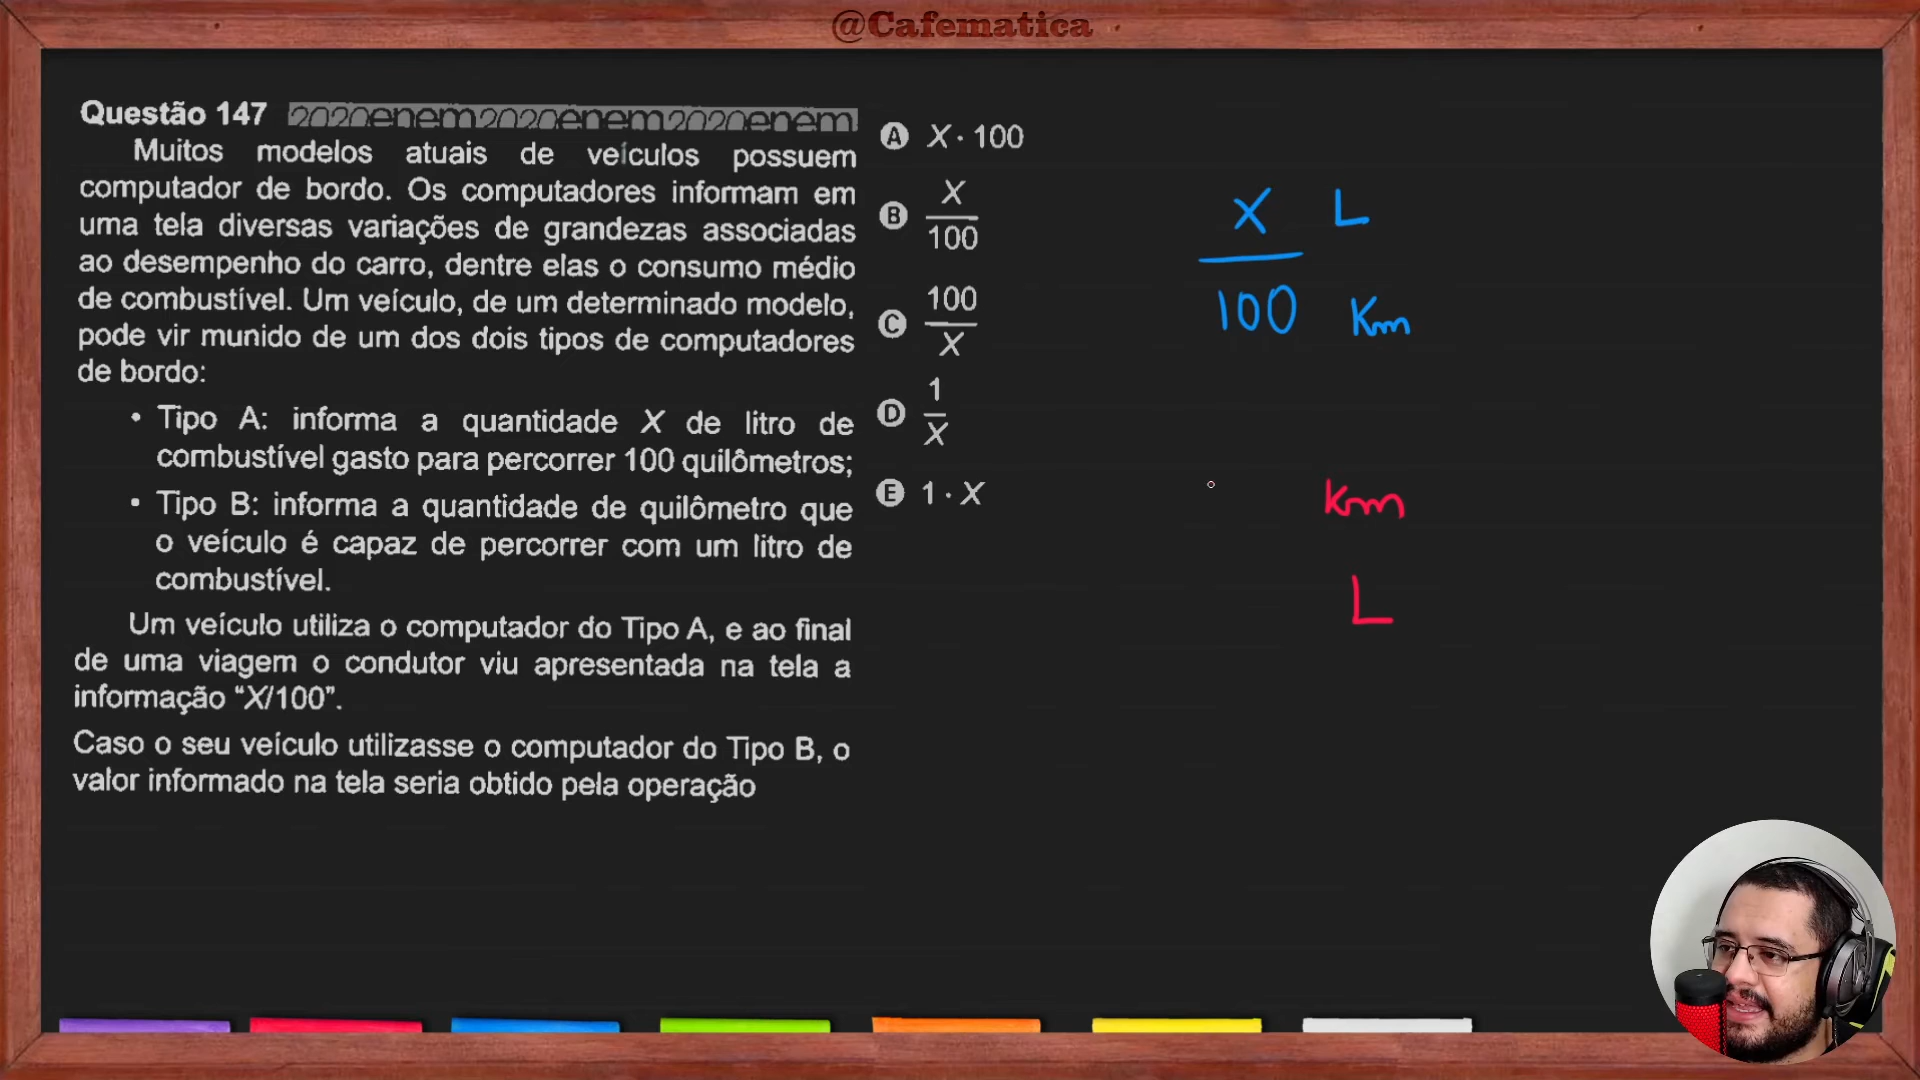 @Cafematica
Questão 147 2020enem2020enem2020enem
Muitos modelos atuais de veículos possuem
computador de bordo. Os computadores informam em
uma tela diversas variações de grandezas associadas
ao desempenho do carro, dentre elas o consumo médio
de combustível. Um veículo, de um determinado modelo,
pode vir munido de um dos dois tipos de computadores
de bordo:
• Tipo A: informa a quantidade X de litro de
combustível gasto para percorrer 100 quilômetros;
• Tipo B: informa a quantidade de quilômetro que
o veículo é capaz de percorrer com um litro de
combustível.
Um veículo utiliza o computador do Tipo A, e ao final
de uma viagem o condutor viu apresentada na tela a
informação “X/100”.
Caso o seu veículo utilizasse o computador do Tipo B, o
valor informado na tela seria obtido pela operação
A X · 100
B X
100
C 100
X
D 1
X
E 1 · X
X L
100 Km
Km
L